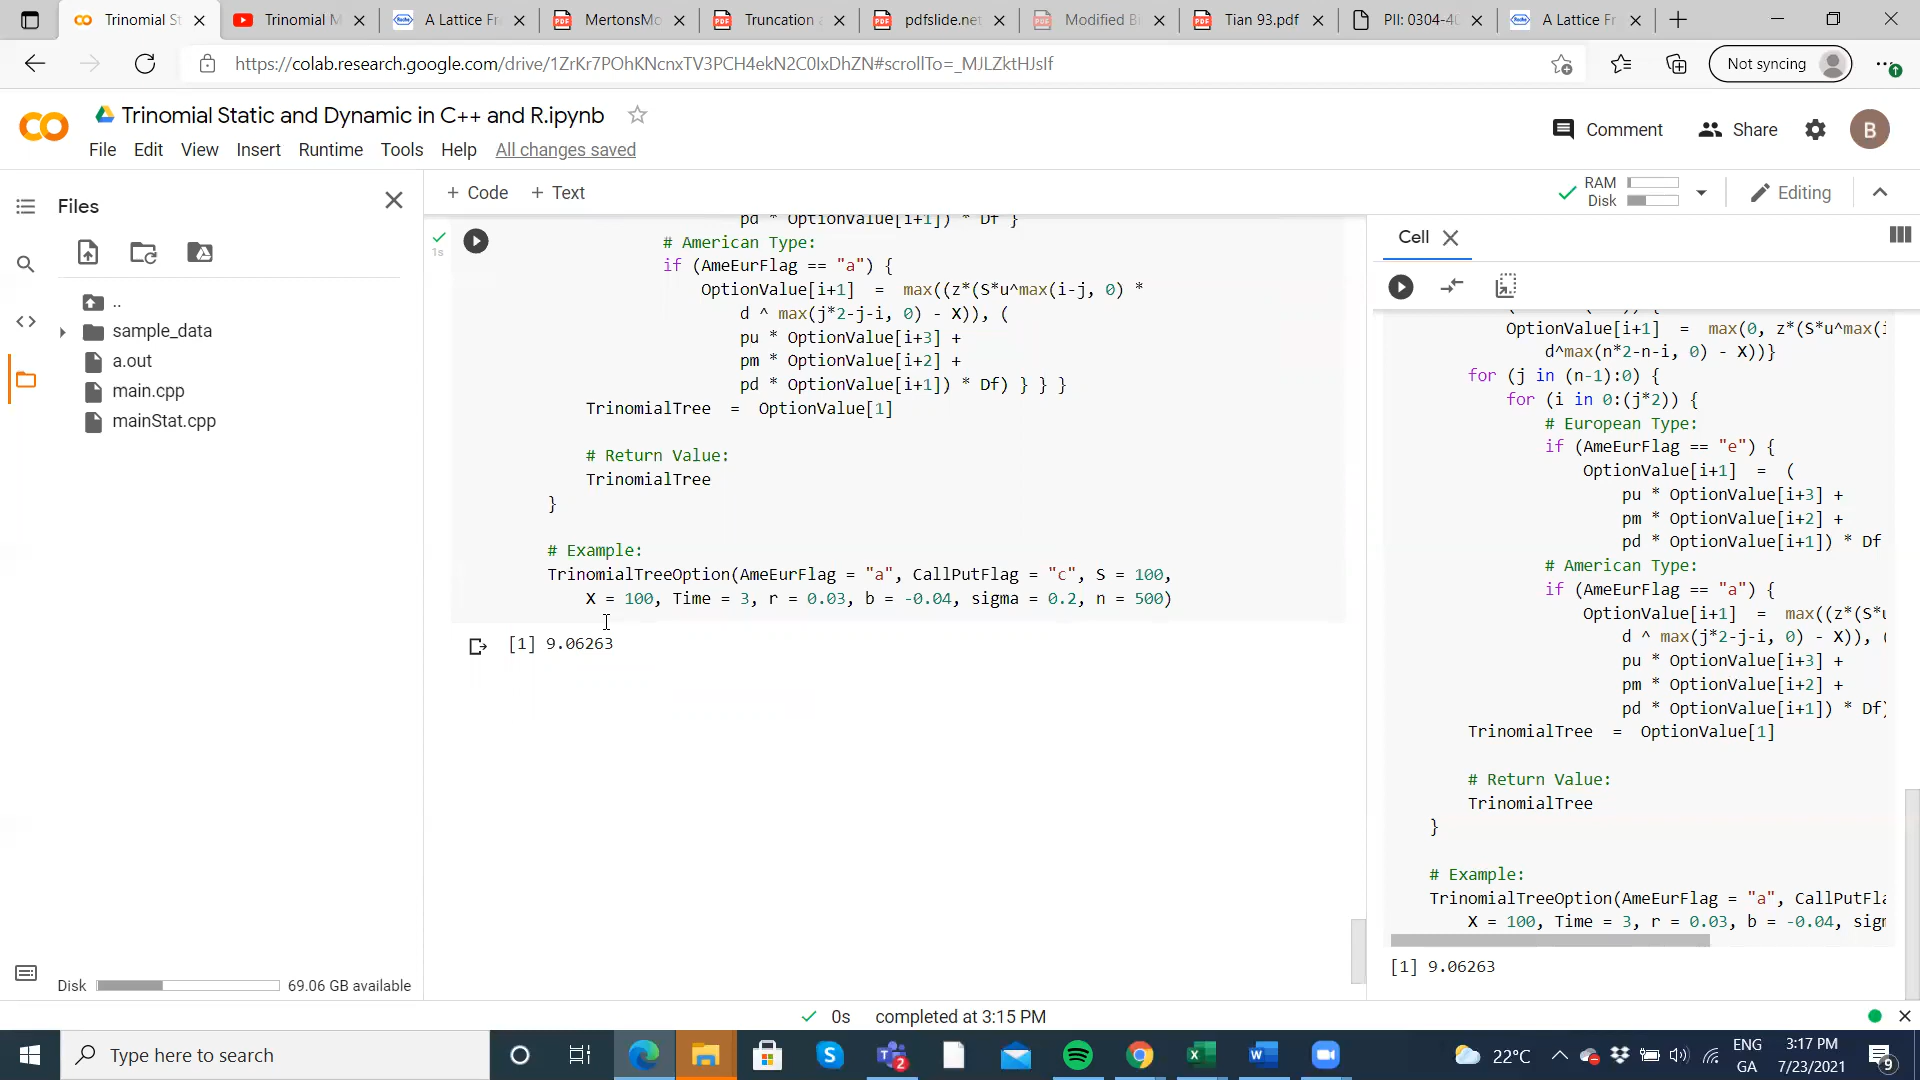 Trinomial St
Trinomial M
A Lattice Fr
MertonsMo
Truncation a
pdfslide.net
Modified Bi
Tian 93.pdf
PII: 0304-40
A Lattice Fr
https://colab.research.google.com/drive/1ZrKr7POhKNcnxTV3PCH4ekN2C0IxDhZN#scrollTo=_MJLZktHJsIf
Not syncing
Trinomial Static and Dynamic in C++ and R.ipynb
Comment
Share
B
File Edit View Insert Runtime Tools Help All changes saved
Files
+ Code + Text
RAM
Disk
Editing
..
sample_data
a.out
main.cpp
mainStat.cpp
Disk
69.06 GB available
1s
pd * OptionValue[i+1]) * Df }
# American Type:
if (AmeEurFlag == "a") {
OptionValue[i+1] = max((z*(S*u^max(i-j, 0) *
d ^ max(j*2-j-i, 0) - X)), (
pu * OptionValue[i+3] +
pm * OptionValue[i+2] +
pd * OptionValue[i+1]) * Df) } } }
TrinomialTree = OptionValue[1]
# Return Value:
TrinomialTree
}
# Example:
TrinomialTreeOption(AmeEurFlag = "a", CallPutFlag = "c", S = 100,
X = 100, Time = 3, r = 0.03, b = -0.04, sigma = 0.2, n = 500)
[1] 9.06263
Cell
OptionValue[i+1] = max(0, z*(S*u^max(i
d^max(n*2-n-i, 0) - X))}
for (j in (n-1):0) {
for (i in 0:(j*2)) {
# European Type:
if (AmeEurFlag == "e") {
OptionValue[i+1] = (
pu * OptionValue[i+3] +
pm * OptionValue[i+2] +
pd * OptionValue[i+1]) * Df
# American Type:
if (AmeEurFlag == "a") {
OptionValue[i+1] = max((z*(S*u
d ^ max(j*2-j-i, 0) - X)), (
pu * OptionValue[i+3] +
pm * OptionValue[i+2] +
pd * OptionValue[i+1]) * Df)
TrinomialTree = OptionValue[1]
# Return Value:
TrinomialTree
}
# Example:
TrinomialTreeOption(AmeEurFlag = "a", CallPutFla
X = 100, Time = 3, r = 0.03, b = -0.04, sigm
[1] 9.06263
0s completed at 3:15 PM
Type here to search
2
22°C
ENG
GA
3:17 PM
7/23/2021
9